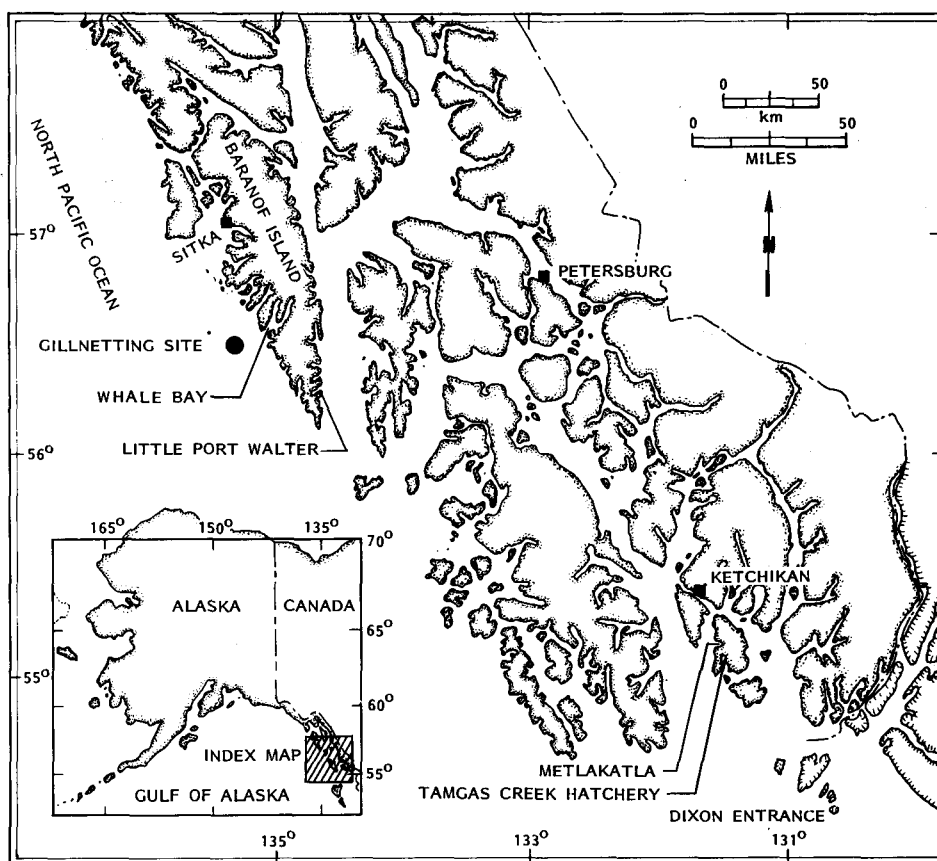 0 50
km
0 50
MILES
N
NORTH PACIFIC OCEAN
BARANOF ISLAND
SITKA
57°
PETERSBURG
GILLNETTING SITE
WHALE BAY
LITTLE PORT WALTER
56°
165° 150° 135°
70°
ALASKA CANADA
65°
60°
INDEX MAP
55°
GULF OF ALASKA
KETCHIKAN
55°
METLAKATLA
TAMGAS CREEK HATCHERY
DIXON ENTRANCE
135° 133° 131°